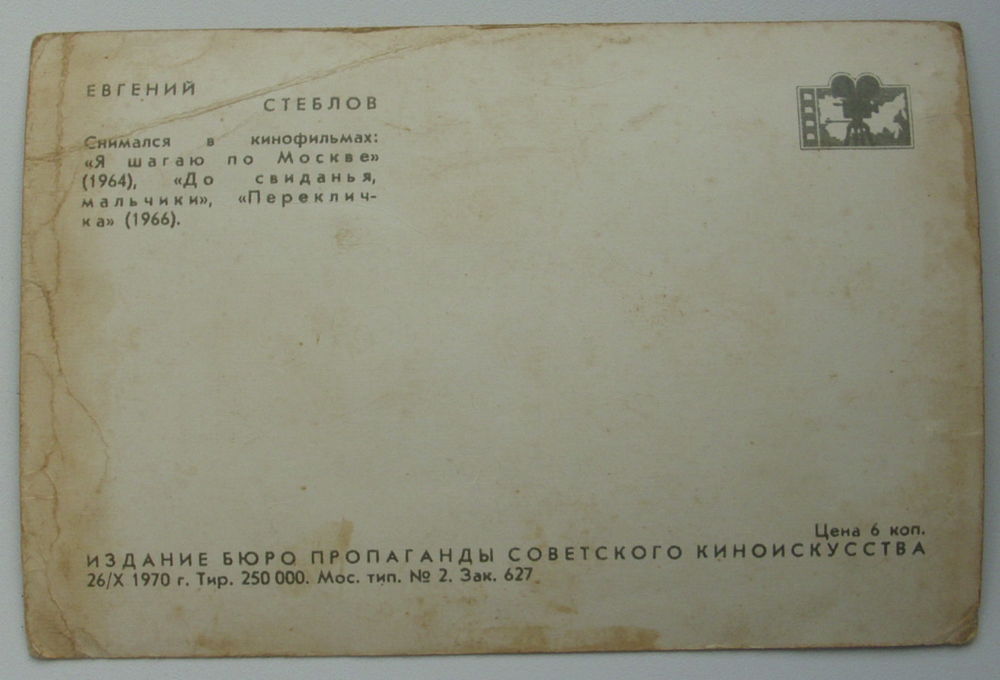 ЕВГЕНИЙ
СТЕБЛОВ
Снимался в кинофильмах:
«Я шагаю по Москве»
(1964), «До свиданья,
мальчики», «Переклич-
ка» (1966).
Цена 6 коп.
ИЗДАНИЕ БЮРО ПРОПАГАНДЫ СОВЕТСКОГО КИНОИСКУССТВА
26/X 1970 г. Тир. 250 000. Мос. тип. № 2. Зак. 627